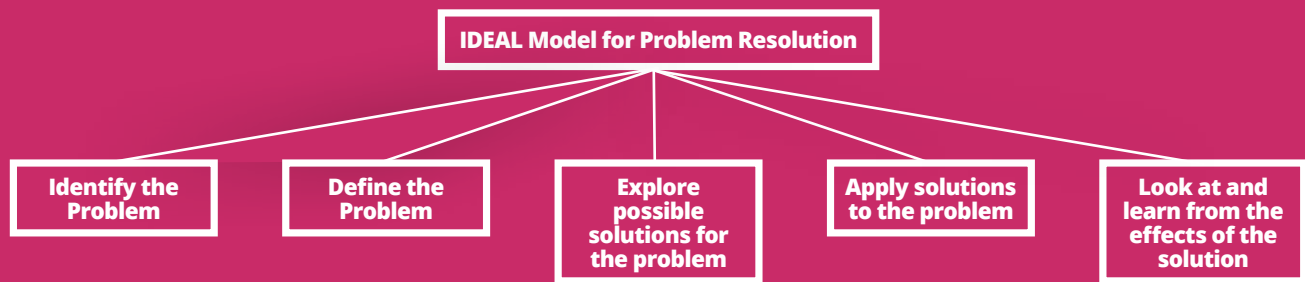 IDEAL Model for Problem Resolution
Identify the
Problem
Define the
Problem
Explore
possible
solutions for
the problem
Apply solutions
to the problem
Look at and
learn from the
effects of the
solution